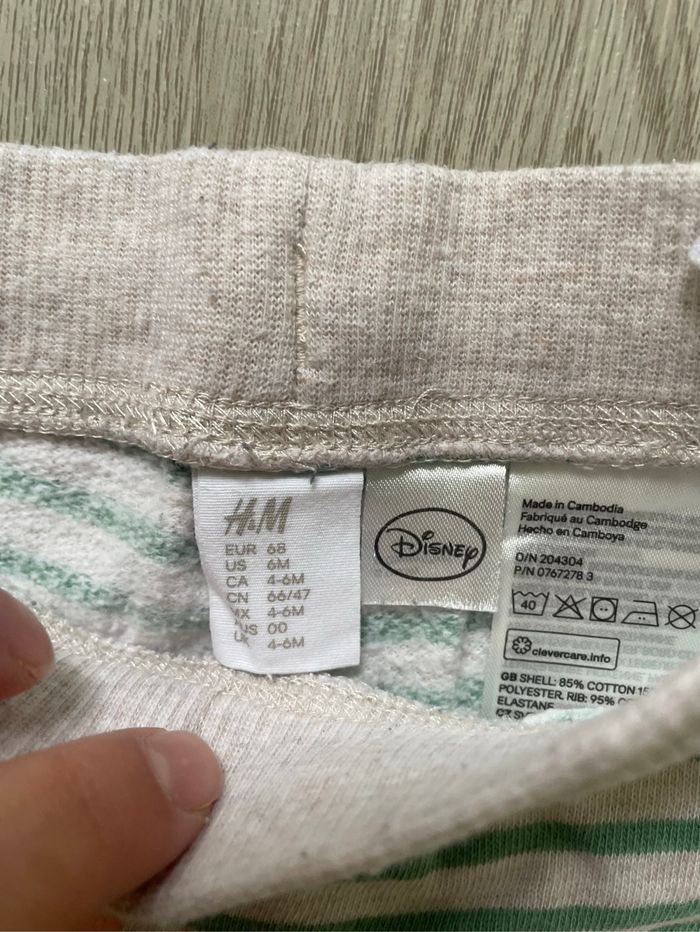 H&M
EUR 68
US 6M
CA 4-6M
CN 66/47
MX 4-6M
AUS 00
UK 4-6M
Disney
Made in Cambodia
Fabriqué au Cambodge
Hecho en Camboya
O/N 204304
P/N 0767278 3
40
clevercare.info
GB SHELL: 85% COTTON 15
POLYESTER. RIB: 95%
ELASTANE